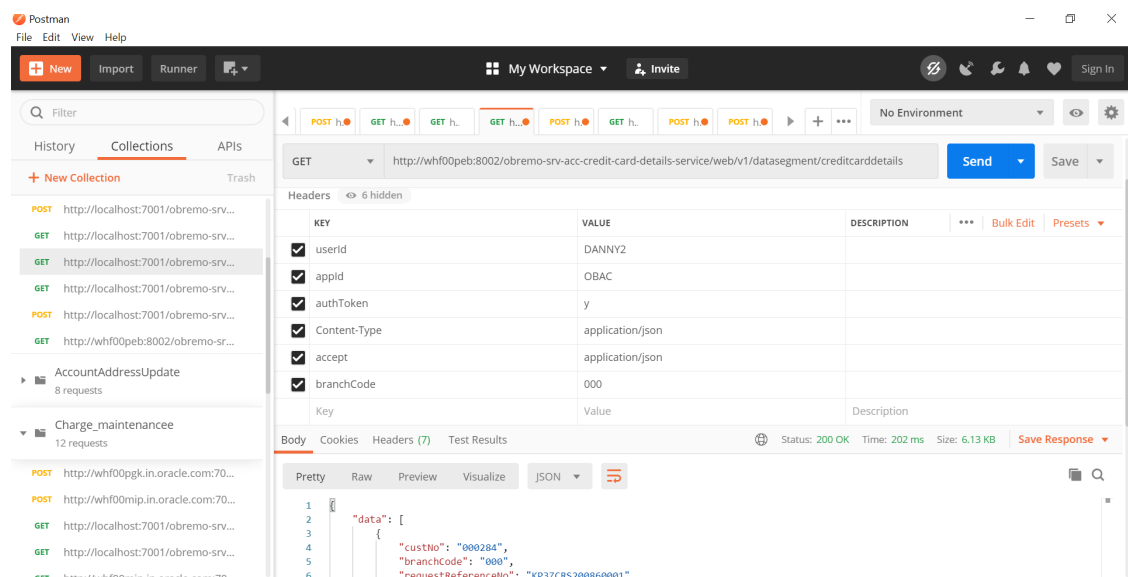 Postman
File Edit View Help
New Import Runner My Workspace Invite Sign In
Filter
History Collections APIs
+ New Collection Trash
POST http://localhost:7001/obremo-srv...
GET http://localhost:7001/obremo-srv...
GET http://localhost:7001/obremo-srv...
GET http://localhost:7001/obremo-srv...
POST http://localhost:7001/obremo-srv...
GET http://whf00peb:8002/obremo-sr...
AccountAddressUpdate
8 requests
Charge_maintenancee
12 requests
POST http://whf00pgk.in.oracle.com:70...
POST http://whf00mip.in.oracle.com:70...
GET http://localhost:7001/obremo-srv...
GET http://localhost:7001/obremo-srv...
POST h. GET h... GET h.. GET h... POST h. GET h.. POST h. POST h. + ••• No Environment
GET http://whf00peb:8002/obremo-srv-acc-credit-card-details-service/web/v1/datasegment/creditcarddetails Send Save
Headers 6 hidden
KEY VALUE DESCRIPTION ••• Bulk Edit Presets
userId DANNY2
appId OBAC
authToken y
Content-Type application/json
accept application/json
branchCode 000
Key Value Description
Body Cookies Headers (7) Test Results Status: 200 OK Time: 202 ms Size: 6.13 KB Save Response
Pretty Raw Preview Visualize JSON
1 {
2 "data": [
3 {
4 "custNo": "000284",
5 "branchCode": "000",
6 "requestReferenceNo": "KP37CRS200860001"